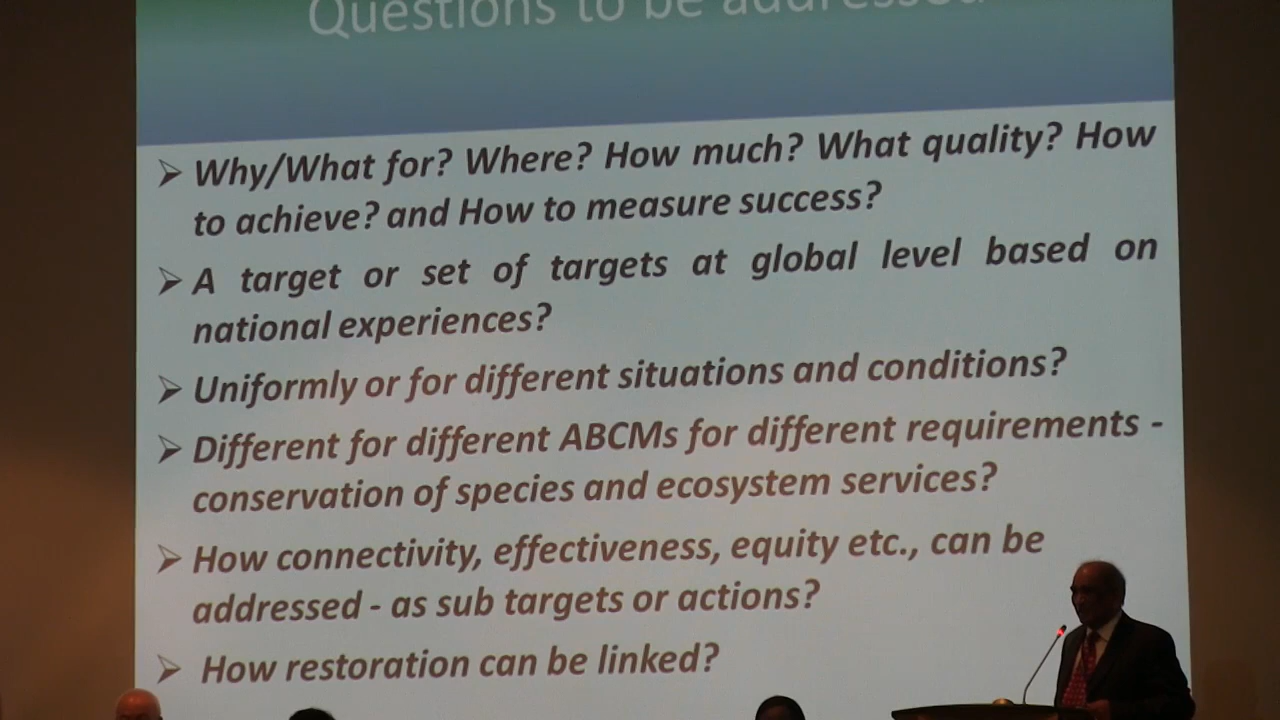 Questions to be addressed
➢ Why/What for? Where? How much? What quality? How
to achieve? and How to measure success?
➢ A target or set of targets at global level based on
national experiences?
➢ Uniformly or for different situations and conditions?
➢ Different for different ABCMs for different requirements -
conservation of species and ecosystem services?
➢ How connectivity, effectiveness, equity etc., can be
addressed - as sub targets or actions?
➢ How restoration can be linked?